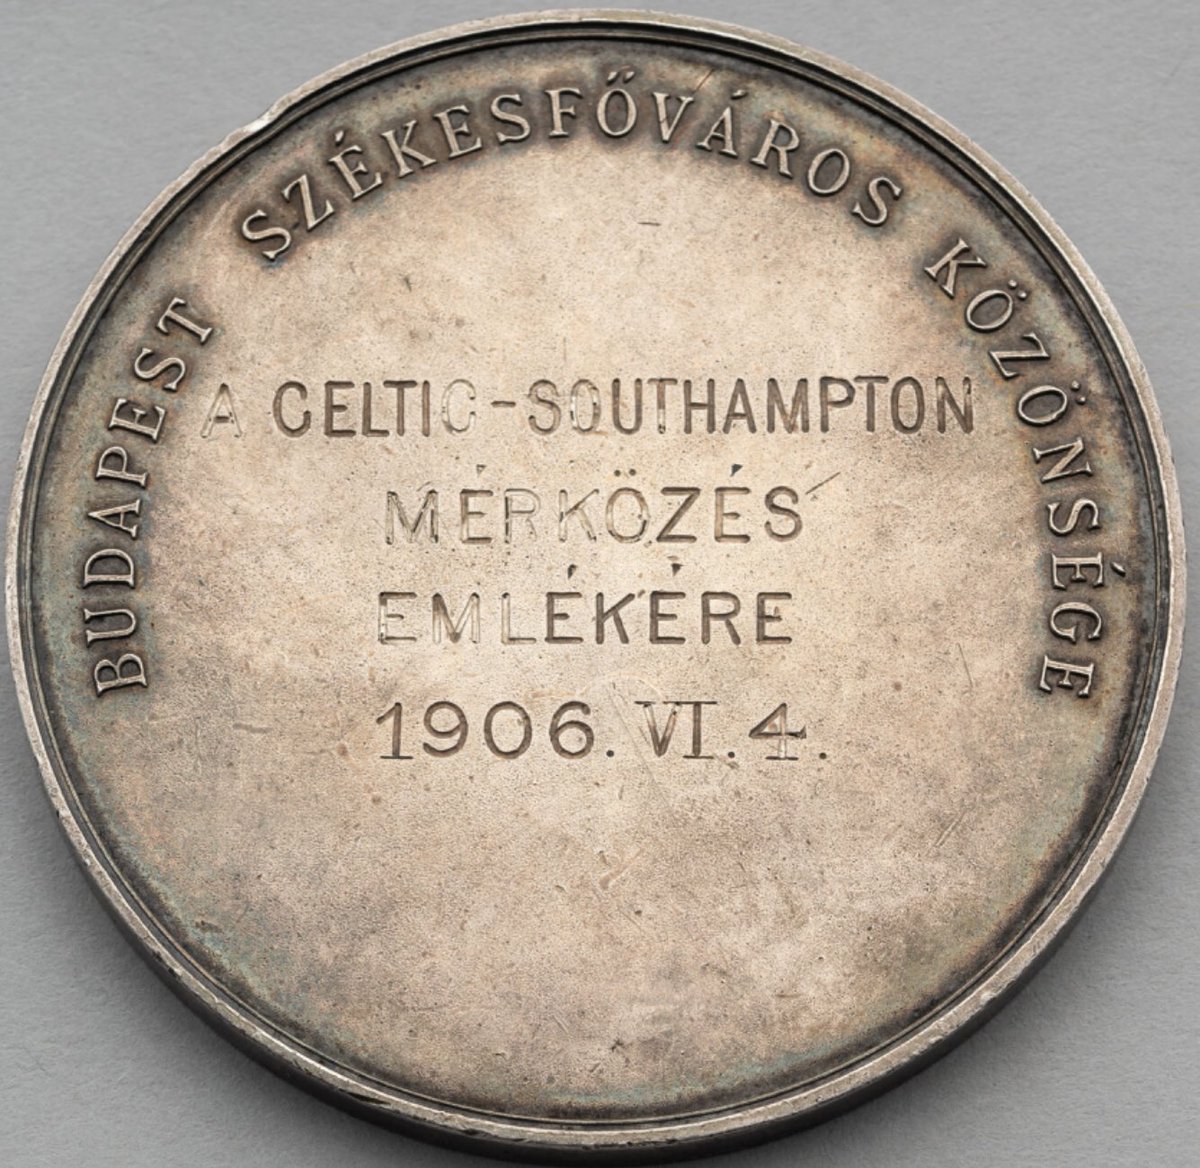 BUDAPEST SZÉKESFŐVÁROS KÖZÖNSÉGE
A CELTIC-SOUTHAMPTON
MÉRKÖZÉS
EMLÉKÉRE
1906. VI. 4.